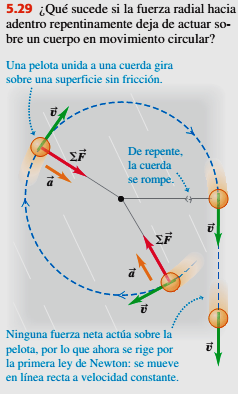 5.29 ¿Qué sucede si la fuerza radial hacia
adentro repentinamente deja de actuar so-
bre un cuerpo en movimiento circular?
Una pelota unida a una cuerda gira
sobre una superficie sin fricción.
v⃗
ΣF⃗
a⃗
De repente,
la cuerda
se rompe.
v⃗
ΣF⃗
a⃗
v⃗
Ninguna fuerza neta actúa sobre la
pelota, por lo que ahora se rige por
la primera ley de Newton: se mueve
en línea recta a velocidad constante.
v⃗